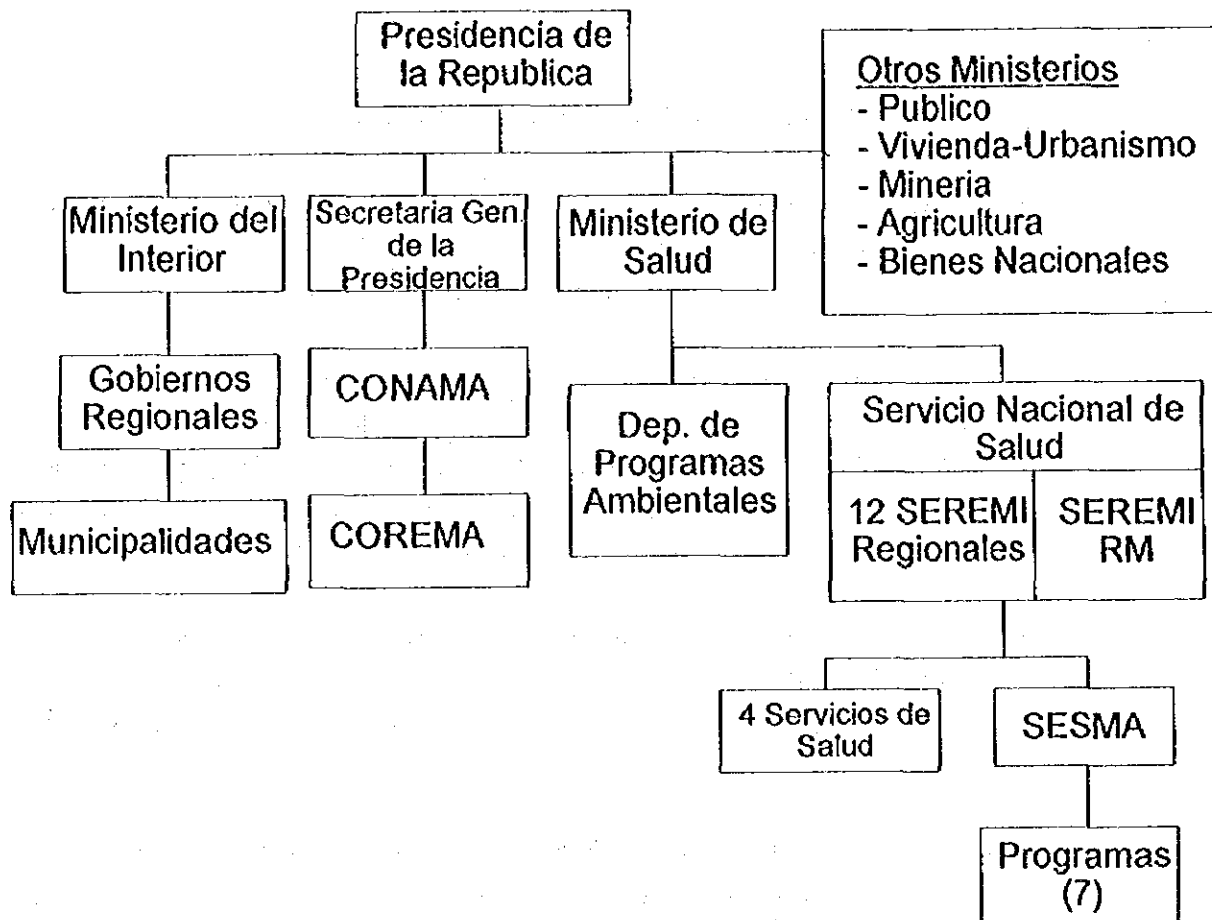 Presidencia de
la Republica
Otros Ministerios
- Publico
- Vivienda-Urbanismo
- Mineria
- Agricultura
- Bienes Nacionales
Ministerio del
Interior
Secretaria Gen.
de la
Presidencia
Ministerio de
Salud
Gobiernos
Regionales
CONAMA
Dep. de
Programas
Ambientales
Servicio Nacional de
Salud
12 SEREMI
Regionales
SEREMI
RM
Municipalidades
COREMA
4 Servicios de
Salud
SESMA
Programas
(7)